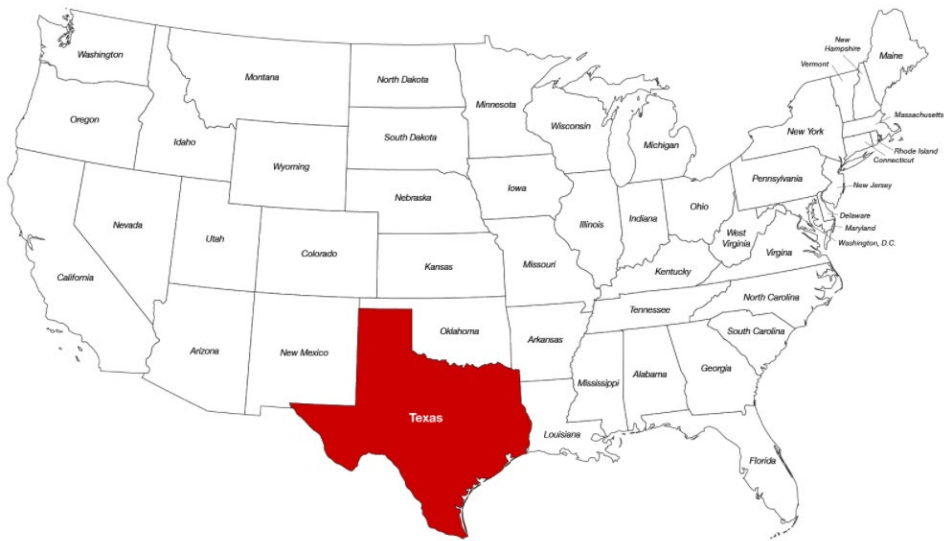 Washington
Oregon
California
Idaho
Nevada
Montana
Wyoming
Utah
Colorado
Arizona
New Mexico
North Dakota
South Dakota
Nebraska
Kansas
Oklahoma
Texas
Minnesota
Iowa
Missouri
Arkansas
Louisiana
Wisconsin
Illinois
Michigan
Indiana
Ohio
Kentucky
Tennessee
Mississippi
Alabama
Georgia
Florida
South Carolina
North Carolina
Virgina
West
Virginia
Pennsylvania
New York
Vermont
New
Hampshire
Maine
Massachusetts
Rhode Island
Connecticut
New Jersey
Delaware
Maryland
Washington, D.C.